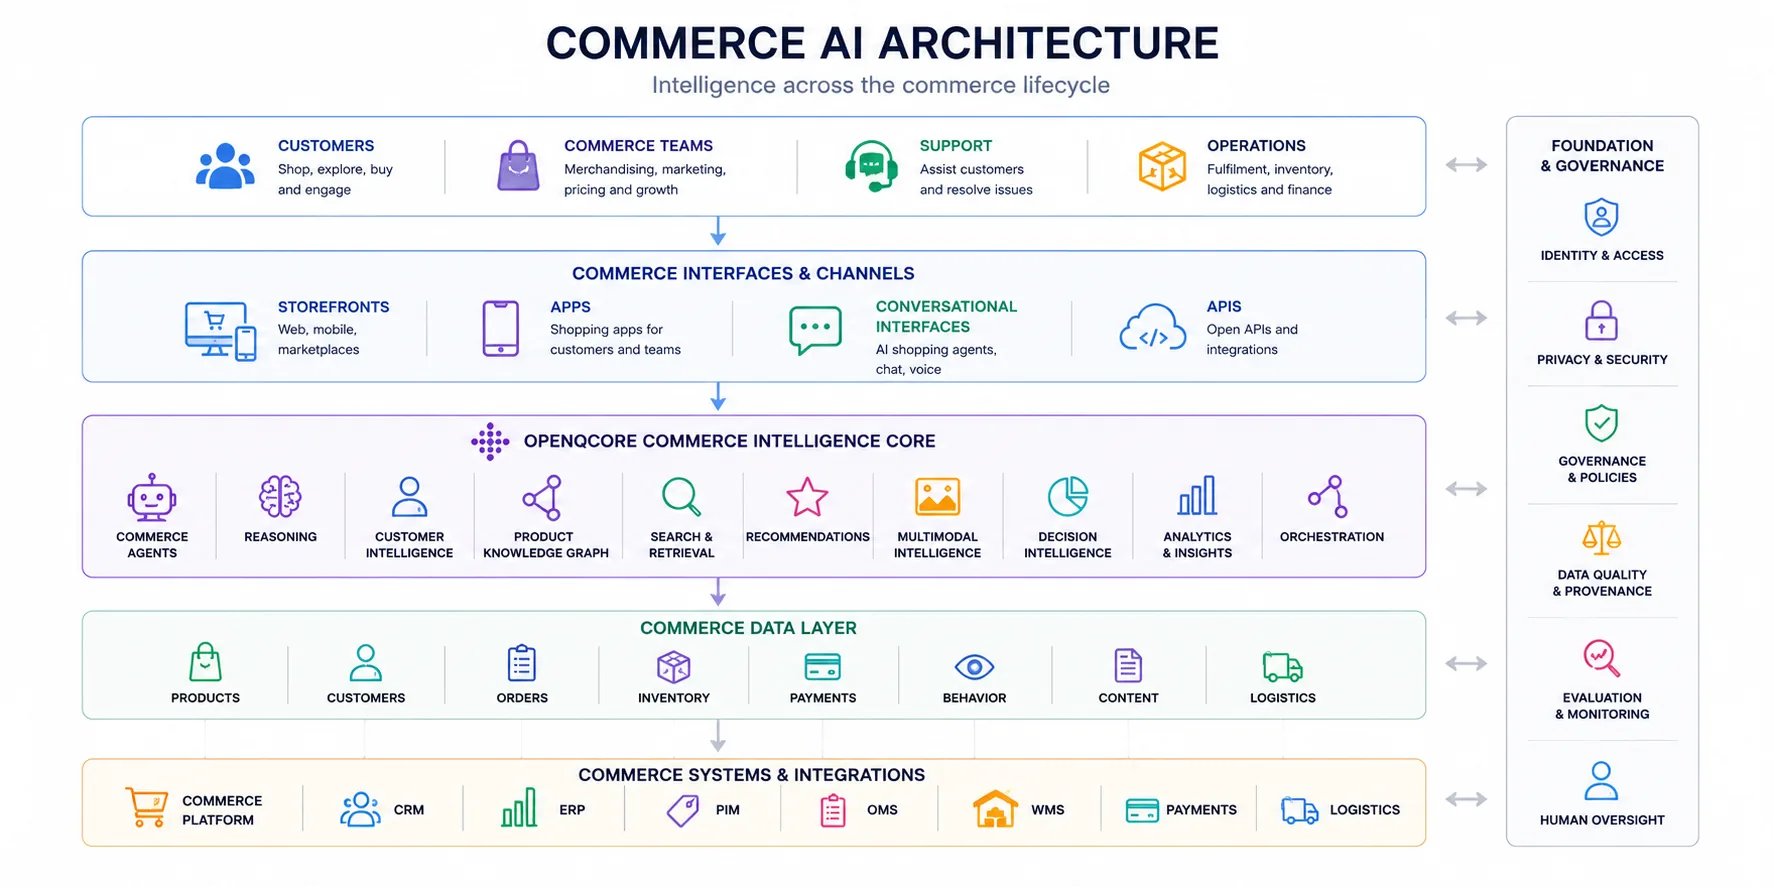 COMMERCE AI ARCHITECTURE
Intelligence across the commerce lifecycle
CUSTOMERS
Shop, explore, buy
and engage
COMMERCE TEAMS
Merchandising, marketing,
pricing and growth
SUPPORT
Assist customers
and resolve issues
OPERATIONS
Fulfilment, inventory,
logistics and finance
COMMERCE INTERFACES & CHANNELS
STOREFRONTS
Web, mobile,
marketplaces
APPS
Shopping apps for
customers and teams
CONVERSATIONAL
INTERFACES
AI shopping agents,
chat, voice
APIS
Open APIs and
integrations
OPENQCORE COMMERCE INTELLIGENCE CORE
COMMERCE
AGENTS
REASONING
CUSTOMER
INTELLIGENCE
PRODUCT
KNOWLEDGE GRAPH
SEARCH &
RETRIEVAL
RECOMMENDATIONS
MULTIMODAL
INTELLIGENCE
DECISION
INTELLIGENCE
ANALYTICS
& INSIGHTS
ORCHESTRATION
COMMERCE DATA LAYER
PRODUCTS
CUSTOMERS
ORDERS
INVENTORY
PAYMENTS
BEHAVIOR
CONTENT
LOGISTICS
COMMERCE SYSTEMS & INTEGRATIONS
COMMERCE
PLATFORM
CRM
ERP
PIM
OMS
WMS
PAYMENTS
LOGISTICS
FOUNDATION
& GOVERNANCE
IDENTITY & ACCESS
PRIVACY & SECURITY
GOVERNANCE
& POLICIES
DATA QUALITY
& PROVENANCE
EVALUATION
& MONITORING
HUMAN OVERSIGHT